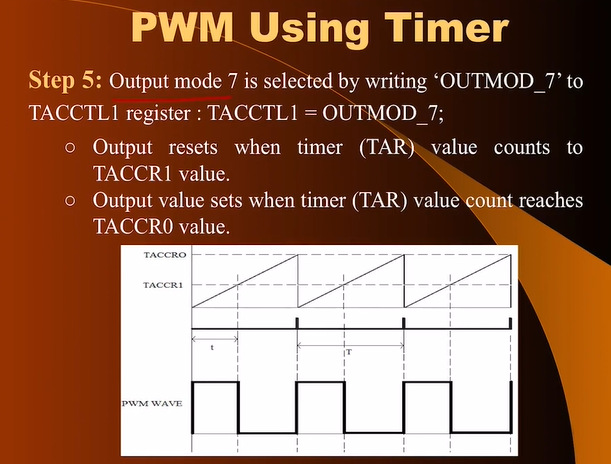 PWM Using Timer
Step 5: Output mode 7 is selected by writing ‘OUTMOD_7’ to
TACCTL1 register : TACCTL1 = OUTMOD_7;
○ Output resets when timer (TAR) value counts to
TACCR1 value.
○ Output value sets when timer (TAR) value count reaches
TACCR0 value.
TACCRO
TACCR1
t
T
PWM WAVE